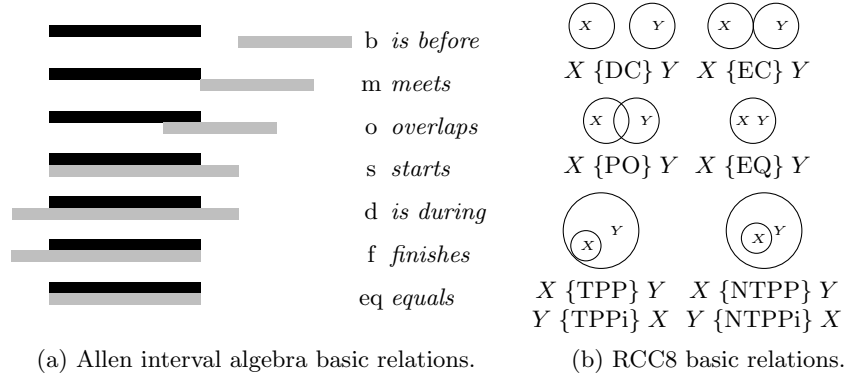 b is before
m meets
o overlaps
s starts
d is during
f finishes
eq equals
(a) Allen interval algebra basic relations.
X Y X Y
X {DC} Y X {EC} Y
X Y X Y
X {PO} Y X {EQ} Y
X Y X Y
X {TPP} Y X {NTPP} Y
Y {TPPi} X Y {NTPPi} X
(b) RCC8 basic relations.